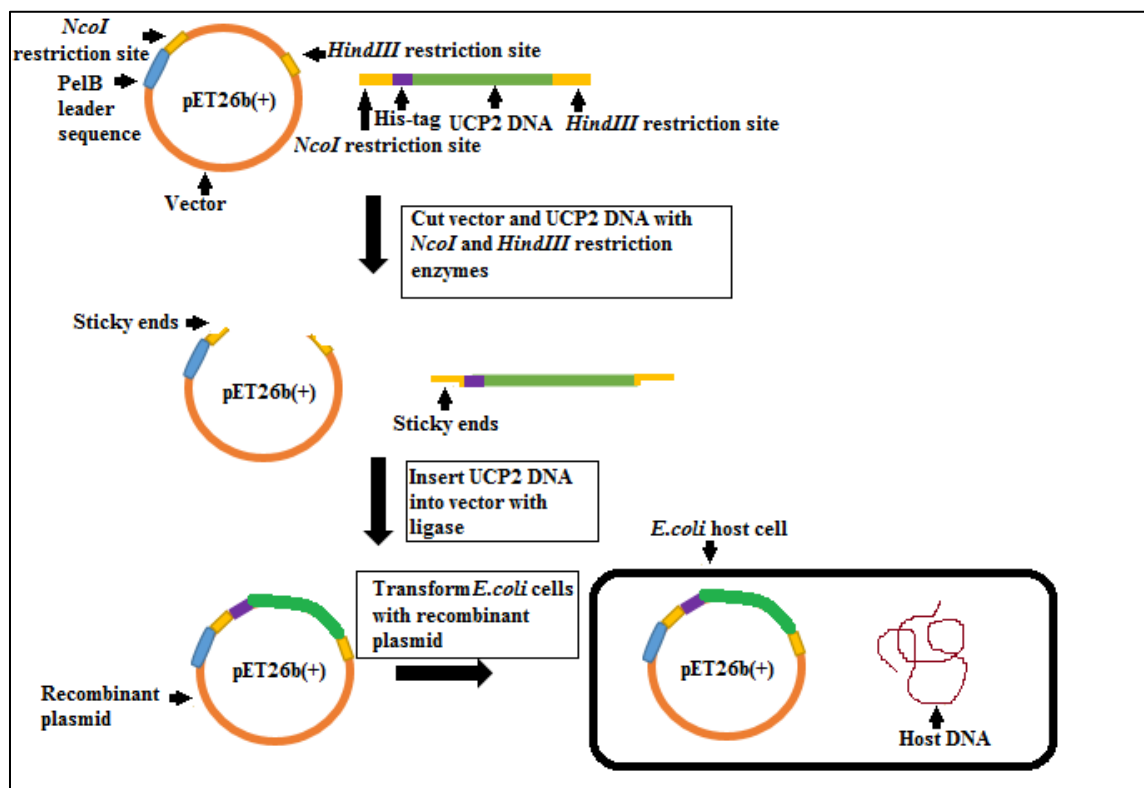 NcoI
restriction site
HindIII restriction site
PelB
leader
sequence
pET26b(+)
His-tag
UCP2 DNA
HindIII restriction site
NcoI restriction site
Vector
Cut vector and UCP2 DNA with
NcoI and HindIII restriction
enzymes
Sticky ends
pET26b(+)
Sticky ends
Insert UCP2 DNA
into vector with
ligase
E.coli host cell
Transform E.coli cells
with recombinant
plasmid
pET26b(+)
Recombinant
plasmid
pET26b(+)
Host DNA